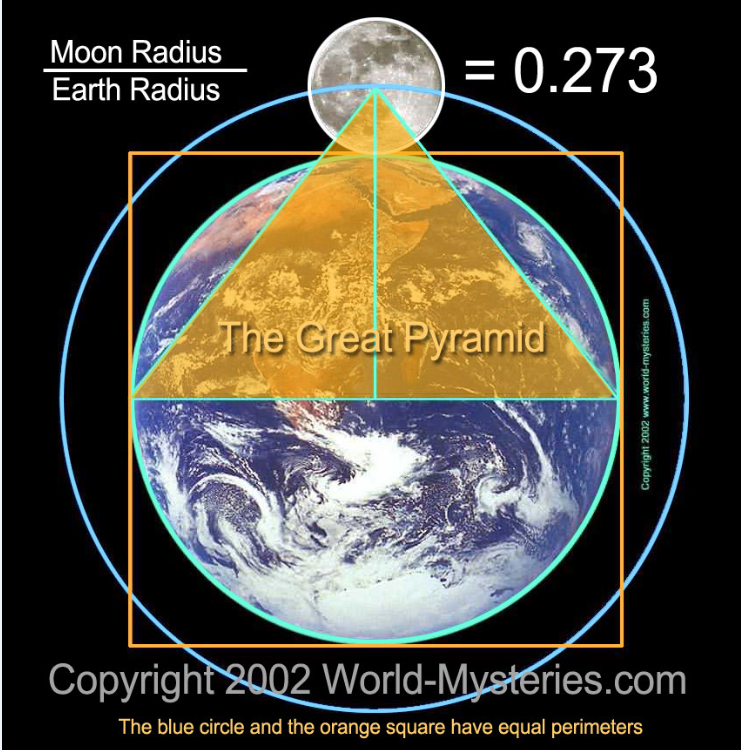 Moon Radius
Earth Radius
= 0.273
The Great Pyramid
Copyright 2002 www.world-mysteries.com
Copyright 2002 World-Mysteries.com
The blue circle and the orange square have equal perimeters